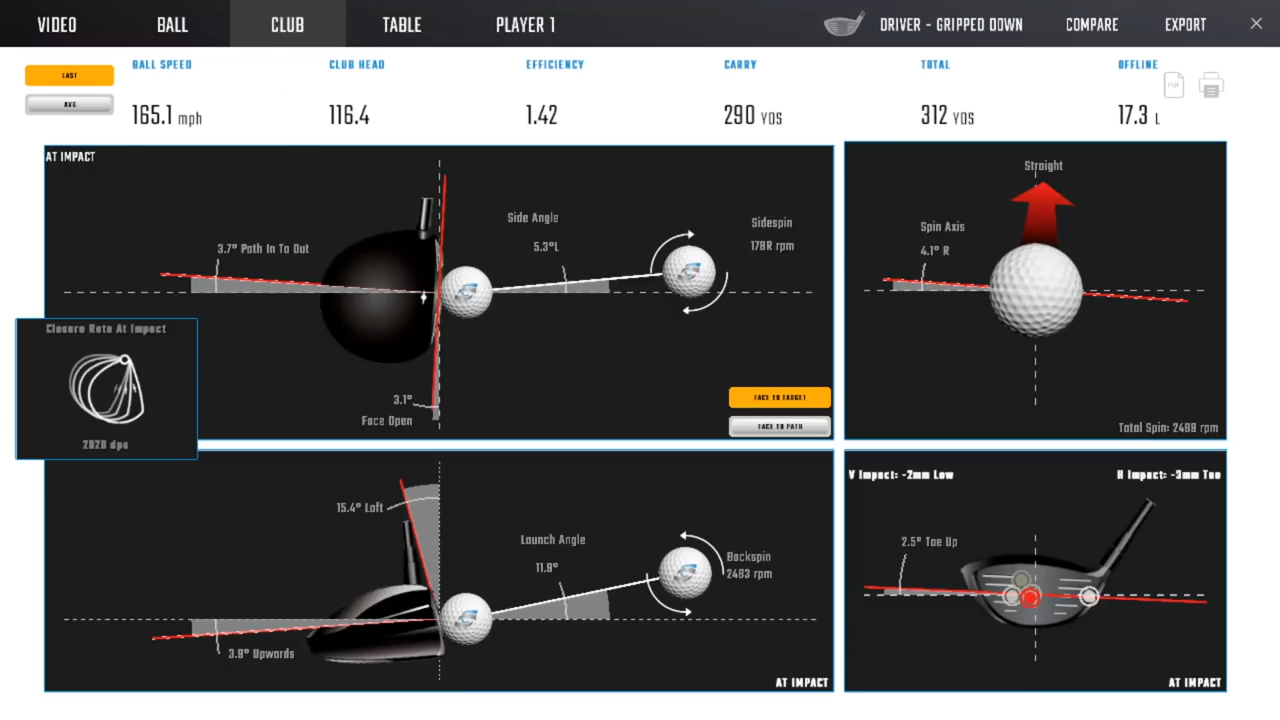 VIDEO
BALL
CLUB
TABLE
PLAYER 1
DRIVER - GRIPPED DOWN
COMPARE
EXPORT
LAST
AVG
BALL SPEED
165.1 mph
CLUB HEAD
116.4
EFFICIENCY
1.42
CARRY
290 YDS
TOTAL
312 YDS
OFFLINE
17.3 L
PDF
AT IMPACT
3.7° Path In To Out
Side Angle
5.3°L
Sidespin
178R rpm
3.1°
Face Open
FACE TO TARGET
FACE TO PATH
Straight
Spin Axis
4.1° R
Total Spin: 2489 rpm
Closure Rate At Impact
2820 dps
15.4° Loft
Launch Angle
11.8°
Backspin
2483 rpm
3.8° Upwards
AT IMPACT
V Impact: -2mm Low
H Impact: -3mm Toe
2.5° Toe Up
AT IMPACT